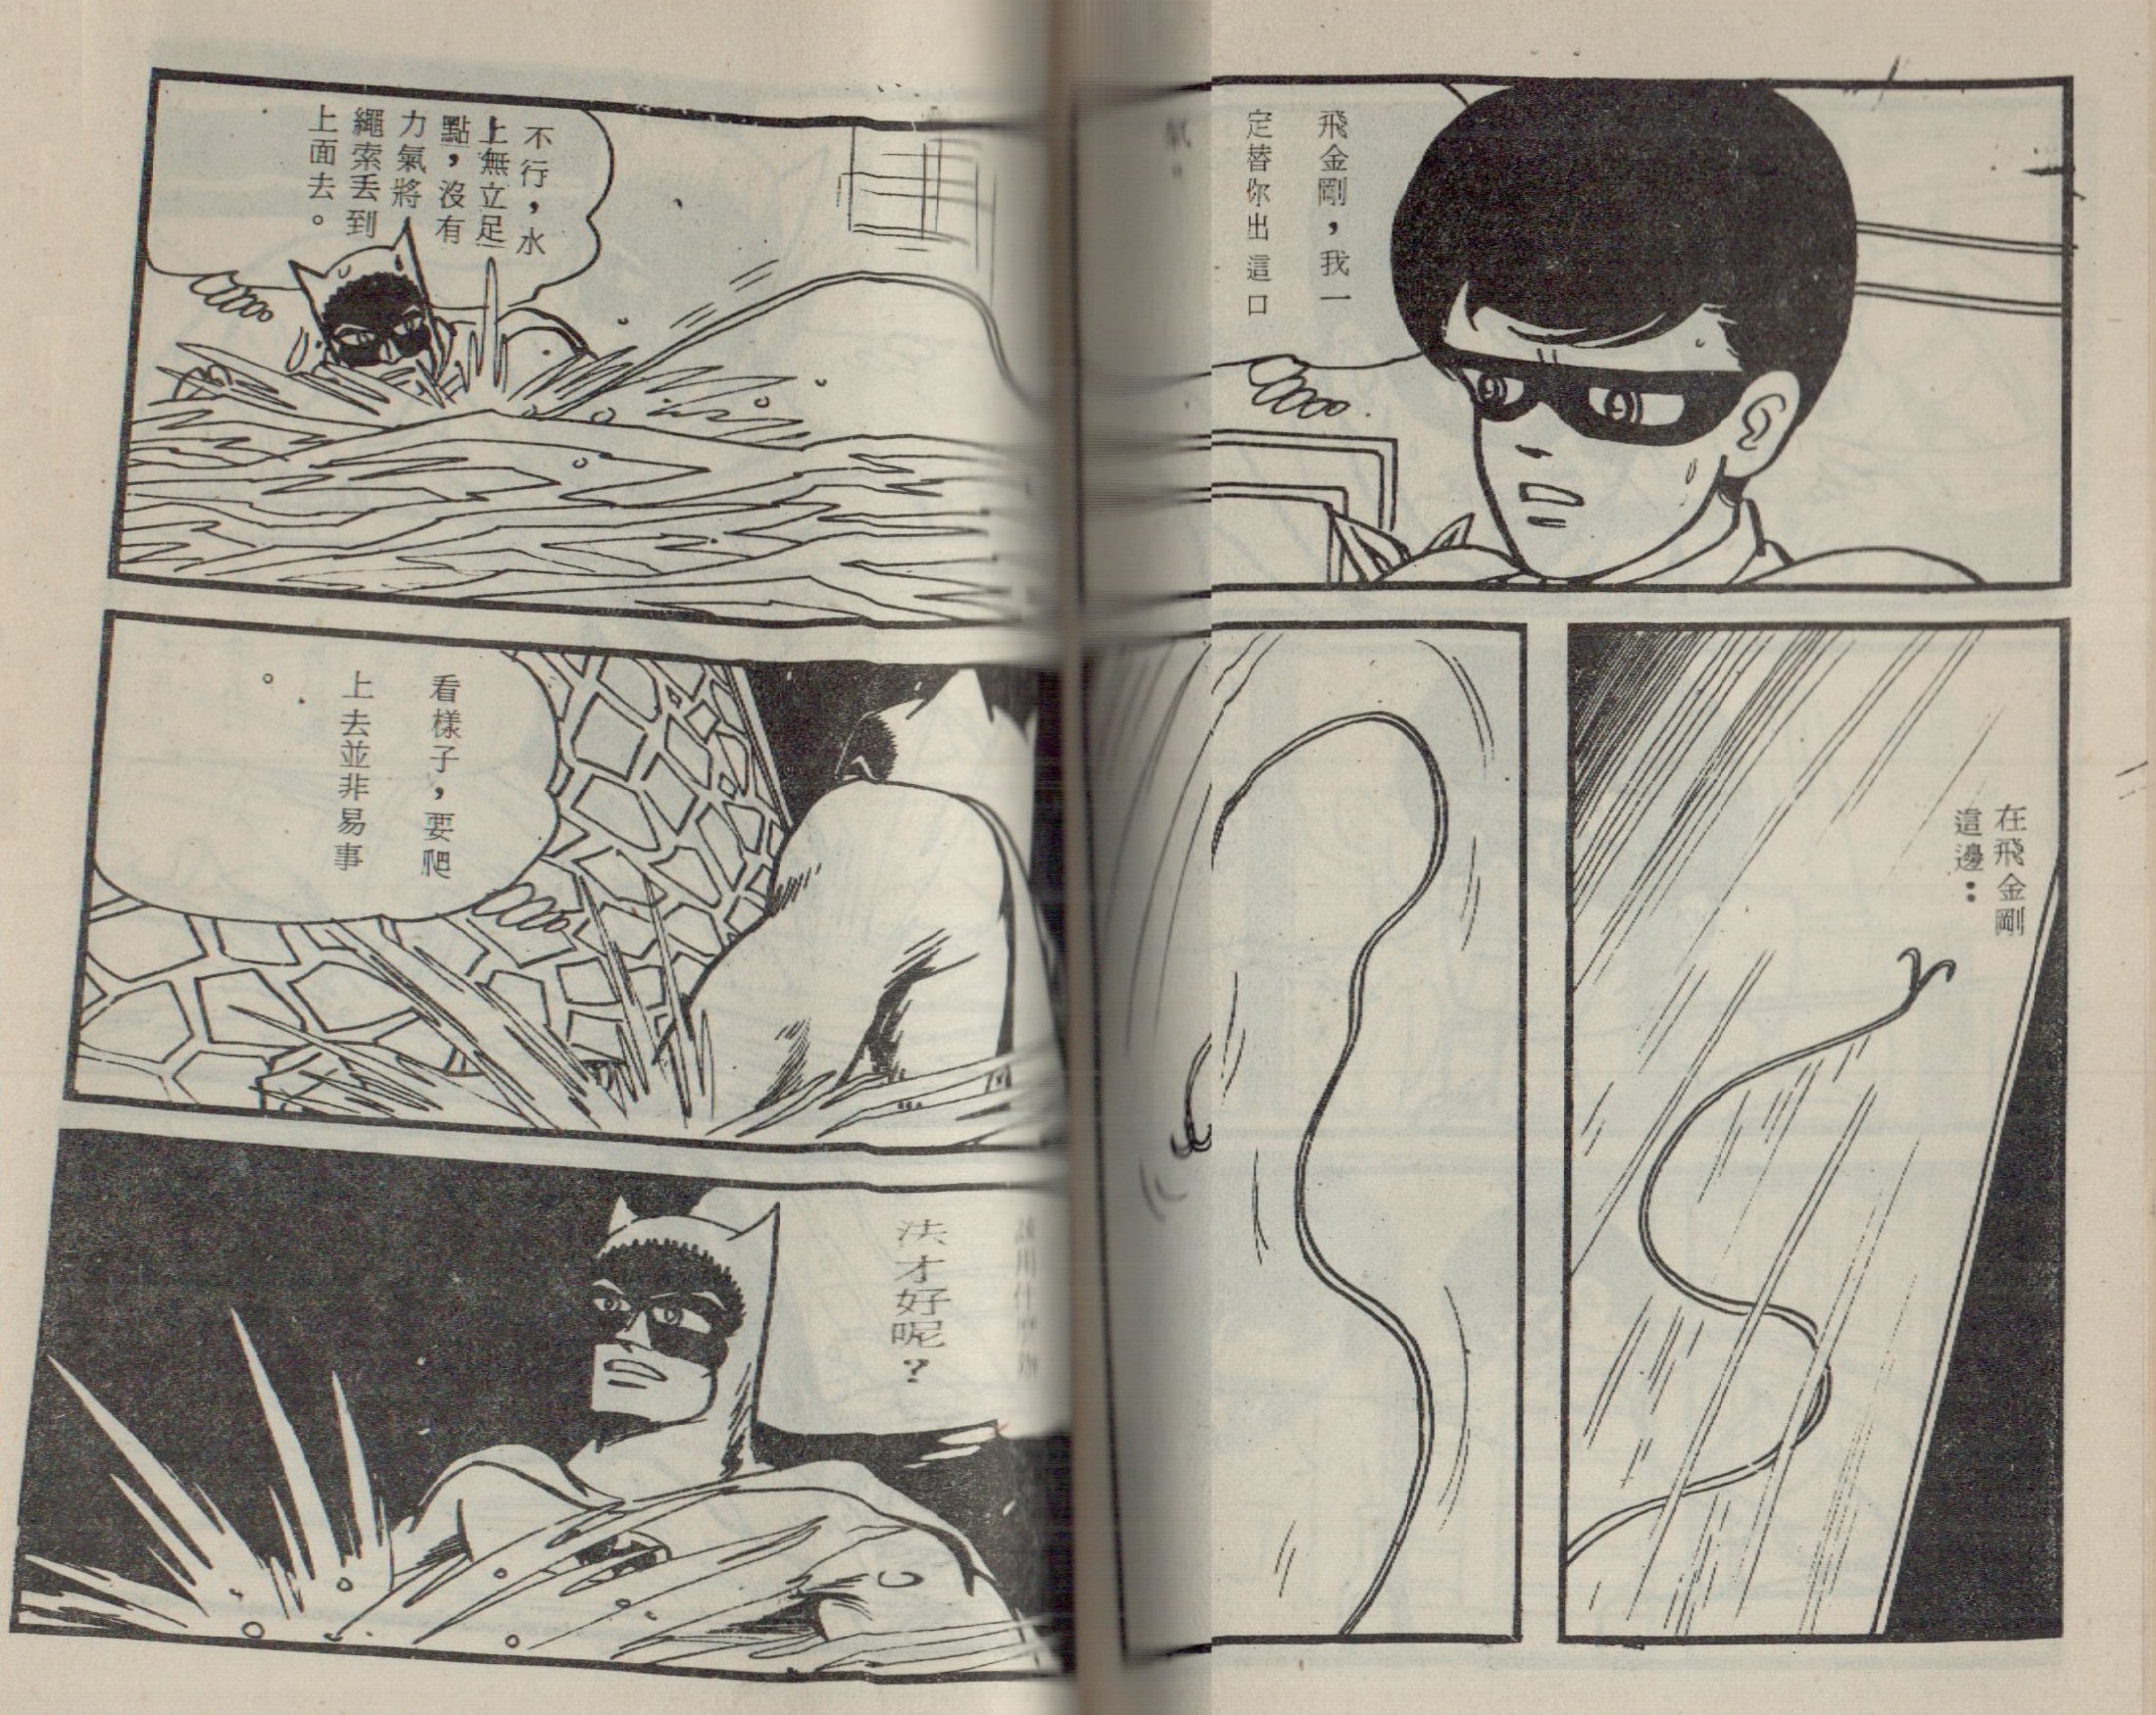 飛金剛，我一
定替你出這口
在飛金剛
這邊：
不行，水
上無立足
點，沒有
力氣將
繩索丟到
上面去。
看樣子，要爬
上去並非易事
。
法才好呢？